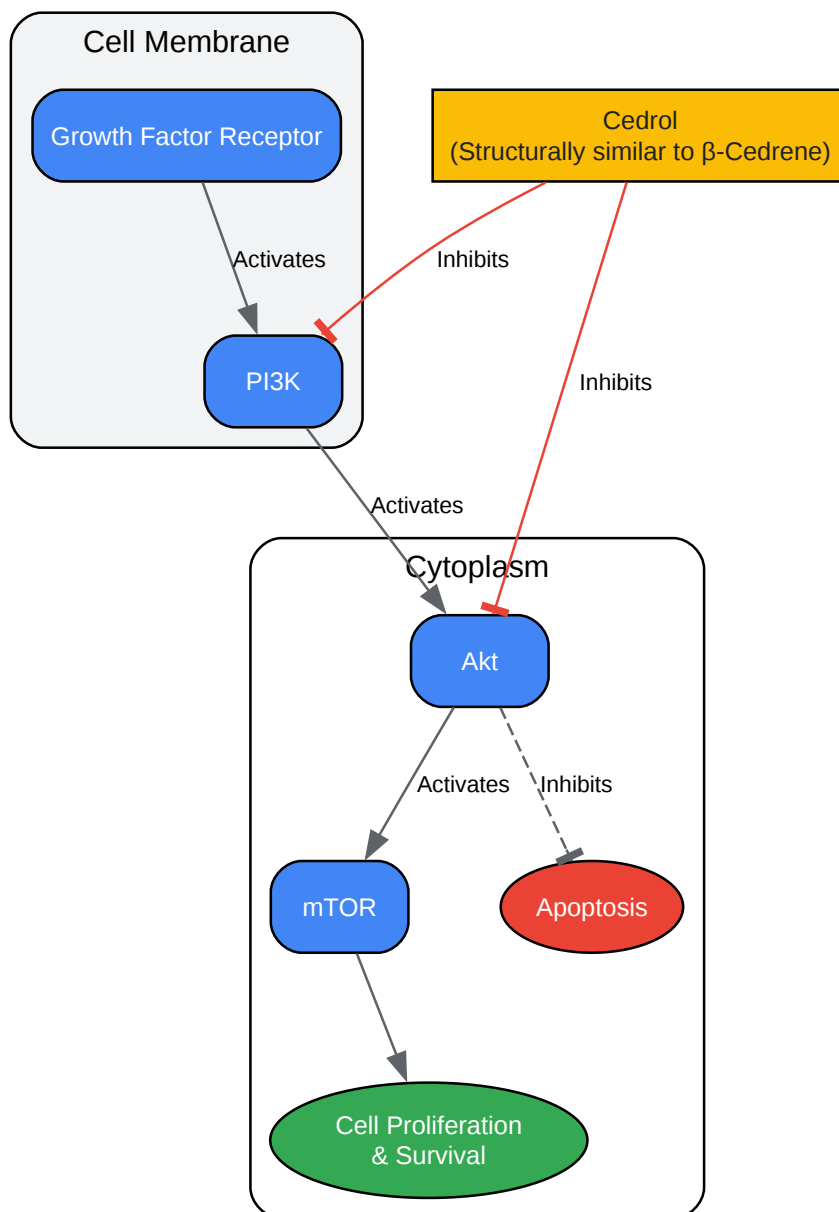 Cell Membrane
Growth Factor Receptor
Cedrol
(Structurally similar to β-Cedrene)
Activates
Inhibits
PI3K
Inhibits
Activates
Cytoplasm
Akt
Activates
Inhibits
mTOR
Apoptosis
Cell Proliferation
& Survival